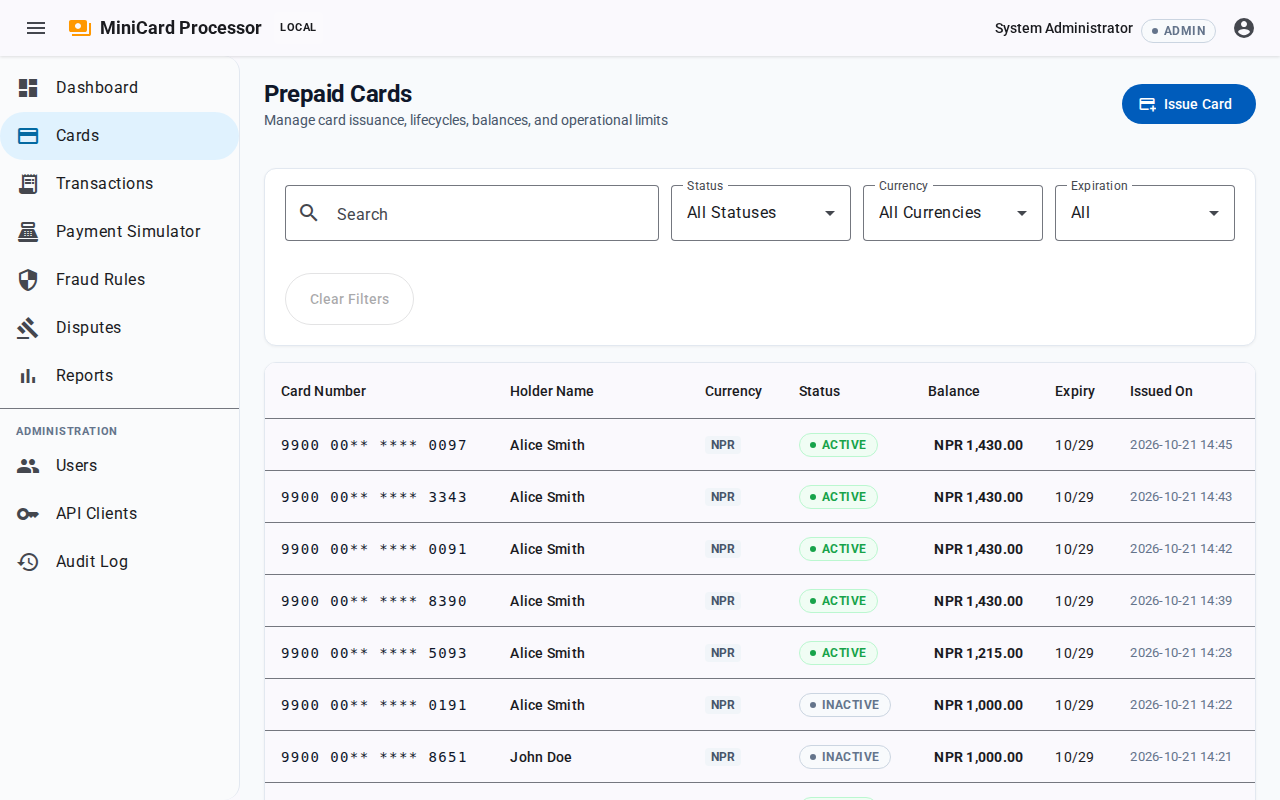 MiniCard Processor LOCAL System Administrator ADMIN
Dashboard
Cards
Transactions
Payment Simulator
Fraud Rules
Disputes
Reports
ADMINISTRATION
Users
API Clients
Audit Log
Prepaid Cards
Manage card issuance, lifecycles, balances, and operational limits
Issue Card
Search
Status
All Statuses
Currency
All Currencies
Expiration
All
Clear Filters
Card Number Holder Name Currency Status Balance Expiry Issued On
9900 00** **** 0097 Alice Smith NPR ACTIVE NPR 1,430.00 10/29 2026-10-21 14:45
9900 00** **** 3343 Alice Smith NPR ACTIVE NPR 1,430.00 10/29 2026-10-21 14:43
9900 00** **** 0091 Alice Smith NPR ACTIVE NPR 1,430.00 10/29 2026-10-21 14:42
9900 00** **** 8390 Alice Smith NPR ACTIVE NPR 1,430.00 10/29 2026-10-21 14:39
9900 00** **** 5093 Alice Smith NPR ACTIVE NPR 1,215.00 10/29 2026-10-21 14:23
9900 00** **** 0191 Alice Smith NPR INACTIVE NPR 1,000.00 10/29 2026-10-21 14:22
9900 00** **** 8651 John Doe NPR INACTIVE NPR 1,000.00 10/29 2026-10-21 14:21